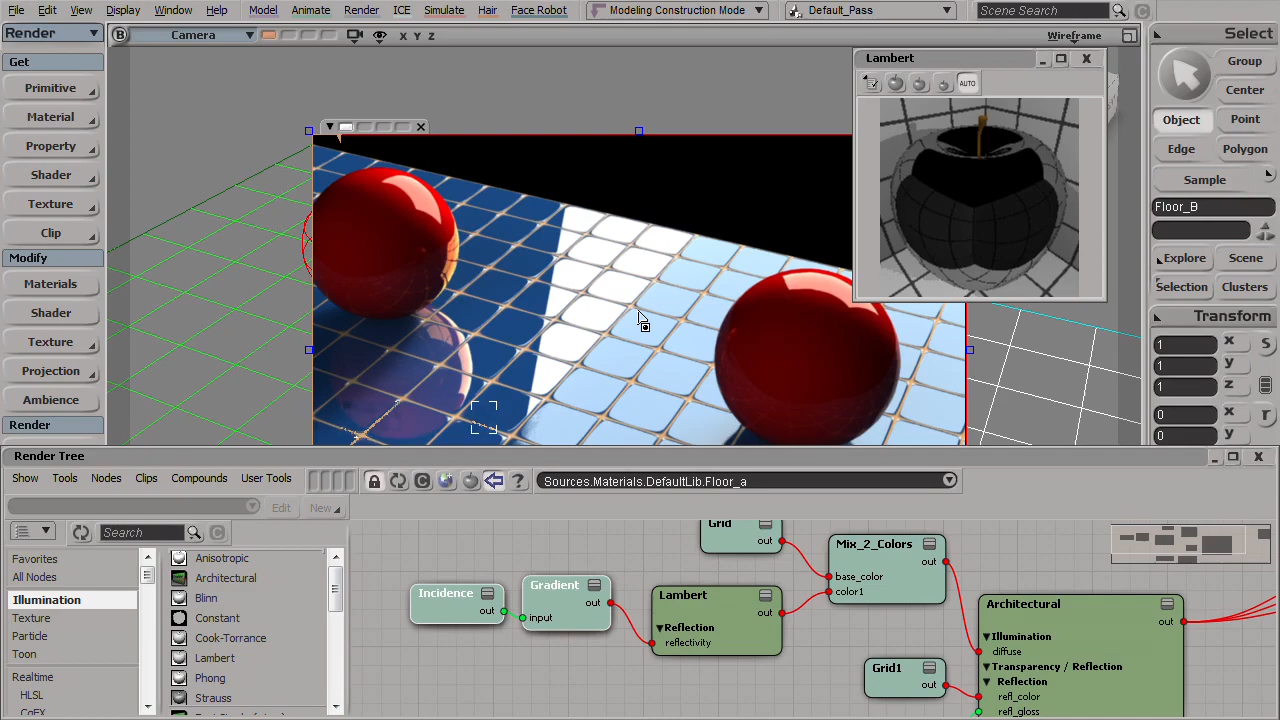 File Edit View Display Window Help Model Animate Render ICE Simulate Hair Face Robot Modeling Construction Mode Default_Pass Scene Search C
Render
B Camera X Y Z Wireframe
Select
Get
Primitive
Material
Property
Shader
Texture
Clip
Modify
Materials
Shader
Texture
Projection
Ambience
Render
Lambert
AUTO
Group
Center
Object Point
Edge Polygon
Sample
Floor_B
Explore Scene
Selection Clusters
Transform
1 x S
1 y
1 z
0 x r
0 y
Render Tree
Show Tools Nodes Clips Compounds User Tools
C ? Sources.Materials.DefaultLib.Floor_a
Edit New
Search C
Favorites
All Nodes
Illumination
Texture
Particle
Toon
Realtime
HLSL
CgFX
Anisotropic
Architectural
Blinn
Constant
Cook-Torrance
Lambert
Phong
Strauss
Incidence
out
Gradient
out
input
Lambert
out
Reflection
reflectivity
Grid
out
Mix_2_Colors
out
base_color
color1
Grid1
out
Architectural
out
Illumination
diffuse
Transparency / Reflection
Reflection
refl_color
refl_gloss